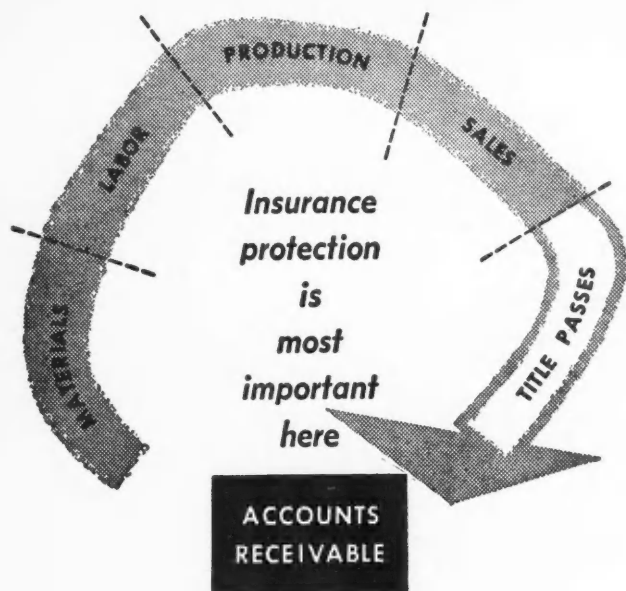 MATERIALS
LABOR
PRODUCTION
SALES
TITLE PASSES
Insurance
protection
is
most
important
here
ACCOUNTS
RECEIVABLE